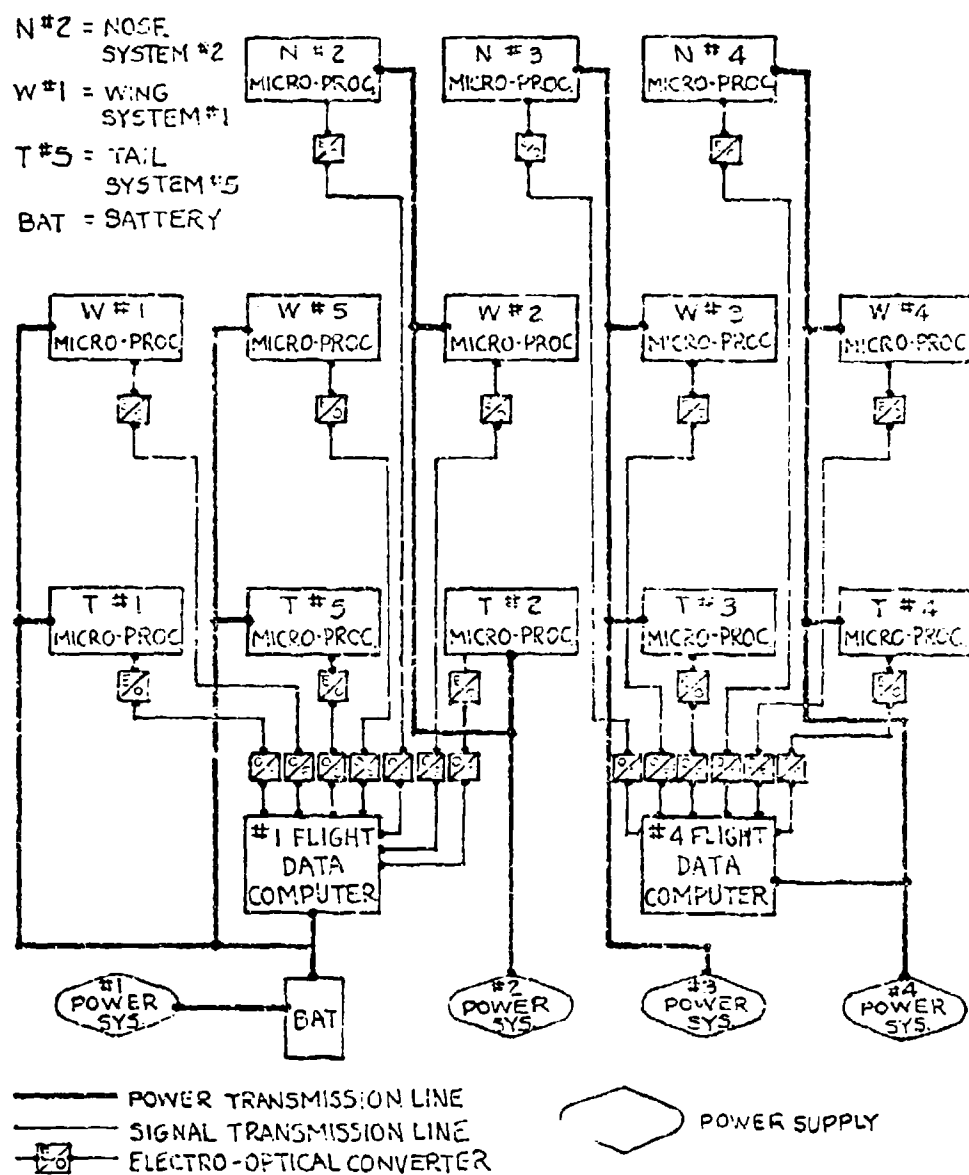 N#2 = NOSE
SYSTEM #2
W#1 = WING
SYSTEM #1
T#5 = TAIL
SYSTEM #5
BAT = BATTERY
N #2
MICRO-PROC
N #3
MICRO-PROC
N #4
MICRO-PROC
W #1
MICRO-PROC
W #5
MICRO-PROC
W #2
MICRO-PROC
W #3
MICRO-PROC
W #4
MICRO-PROC
T #1
MICRO-PROC
T #5
MICRO-PROC.
T #2
MICRO-PROC
T #3
MICRO-PROC
T #4
MICRO-PROC
#1 FLIGHT
DATA
COMPUTER
#4 FLIGHT
DATA
COMPUTER
#1
POWER
SYS.
BAT
#2
POWER
SYS.
#3
POWER
SYS.
#4
POWER
SYS.
POWER TRANSMISSION LINE
SIGNAL TRANSMISSION LINE
E/O ELECTRO-OPTICAL CONVERTER
POWER SUPPLY